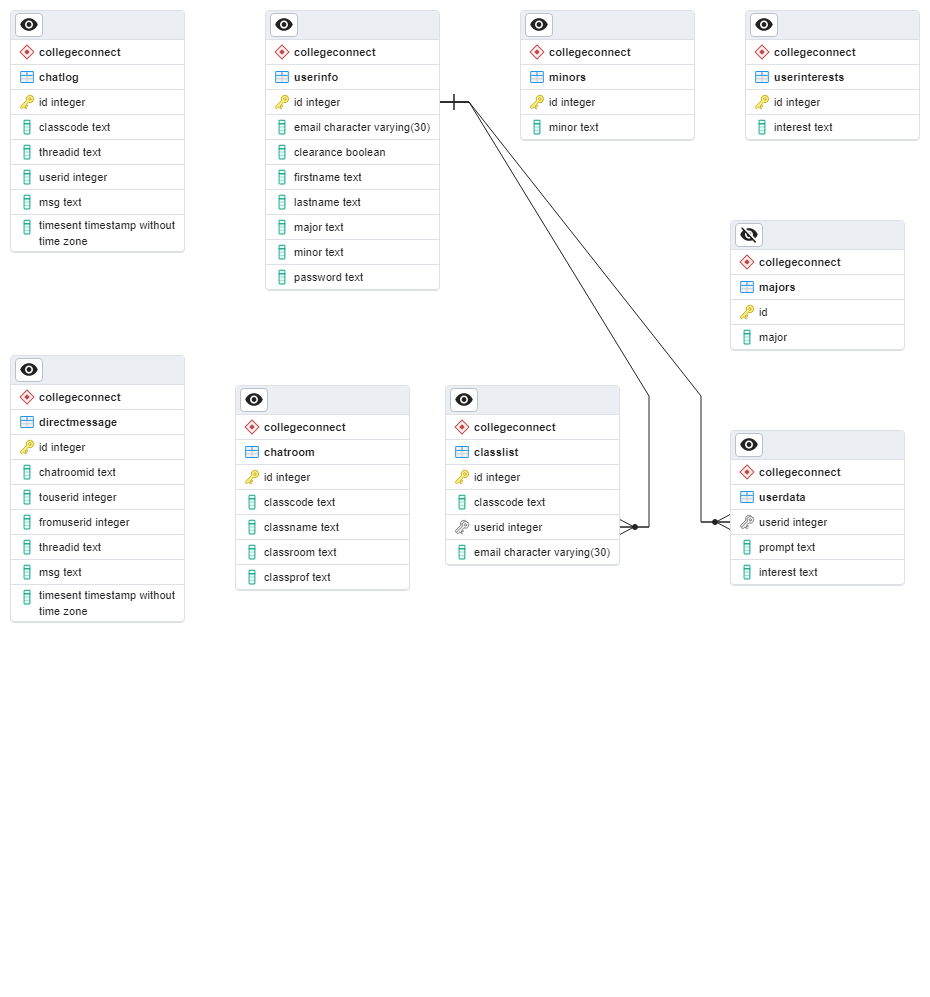 collegeconnect
chatlog
id integer
classcode text
threadid text
userid integer
msg text
timesent timestamp without
time zone
collegeconnect
userinfo
id integer
email character varying(30)
clearance boolean
firstname text
lastname text
major text
minor text
password text
collegeconnect
minors
id integer
minor text
collegeconnect
userinterests
id integer
interest text
collegeconnect
majors
id
major
collegeconnect
directmessage
id integer
chatroomid text
touserid integer
fromuserid integer
threadid text
msg text
timesent timestamp without
time zone
collegeconnect
chatroom
id integer
classcode text
classname text
classroom text
classprof text
collegeconnect
classlist
id integer
classcode text
userid integer
email character varying(30)
collegeconnect
userdata
userid integer
prompt text
interest text